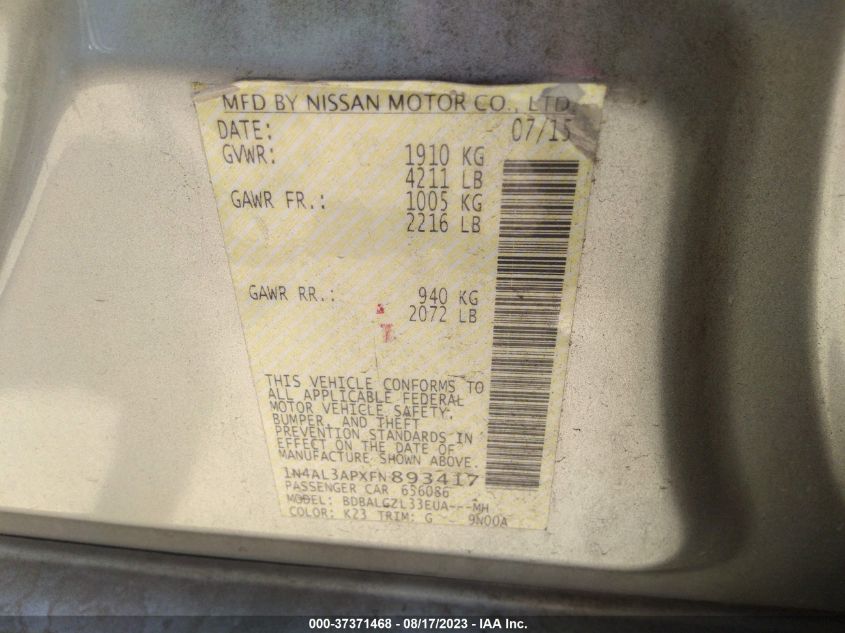 MFD BY NISSAN MOTOR CO., LTD.
DATE: 07/15
GVWR: 1910 KG
4211 LB
GAWR FR.: 1005 KG
2216 LB
GAWR RR.: 940 KG
2072 LB
THIS VEHICLE CONFORMS TO
ALL APPLICABLE FEDERAL
MOTOR VEHICLE SAFETY,
BUMPER, AND THEFT
PREVENTION STANDARDS IN
EFFECT ON THE DATE OF
MANUFACTURE SHOWN ABOVE.
1N4AL3APXFN893417
PASSENGER CAR 656086
MODEL: BDBALGZL33EUA---MH
COLOR: K23 TRIM: G 9N00A
000-37371468 - 08/17/2023 - IAA Inc.